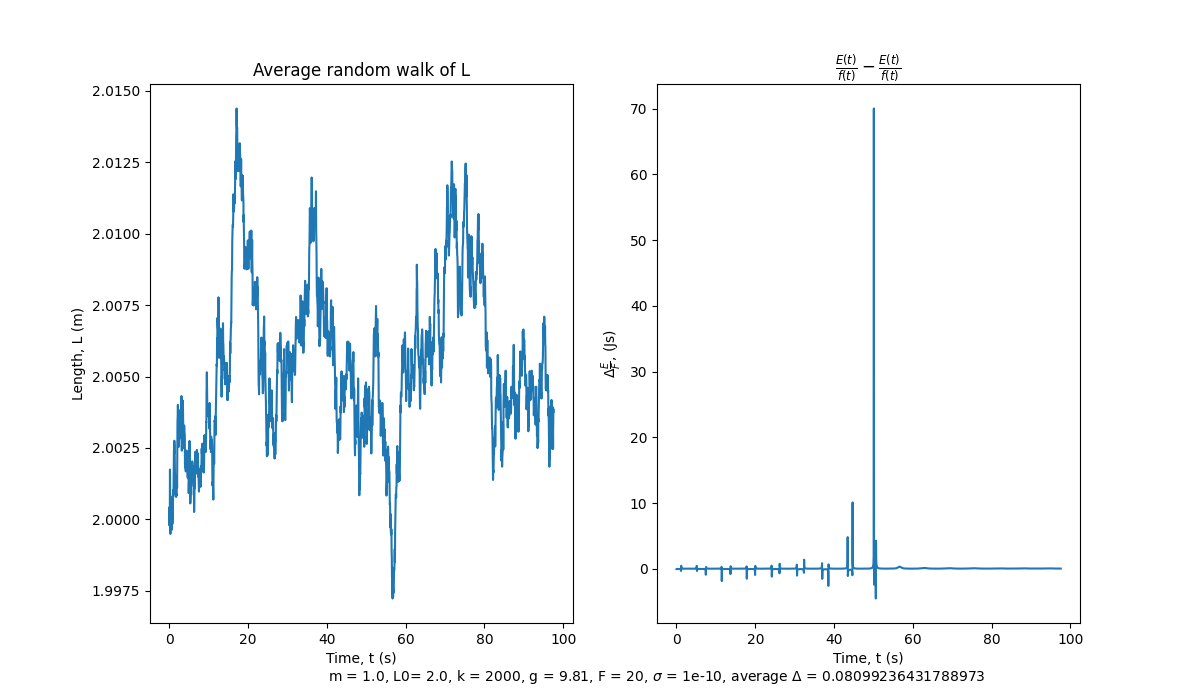 Average random walk of L
2.0150
2.0125
2.0100
2.0075
2.0050
2.0025
2.0000
1.9975
Length, L (m)
0 20 40 60 80 100
Time, t (s)
E(t)/f(t) − E(t)/f(t)
70
60
50
40
30
20
10
0
Δ E/F, (Js)
0 20 40 60 80 100
Time, t (s)
m = 1.0, L0= 2.0, k = 2000, g = 9.81, F = 20, σ = 1e-10, average Δ = 0.08099236431788973